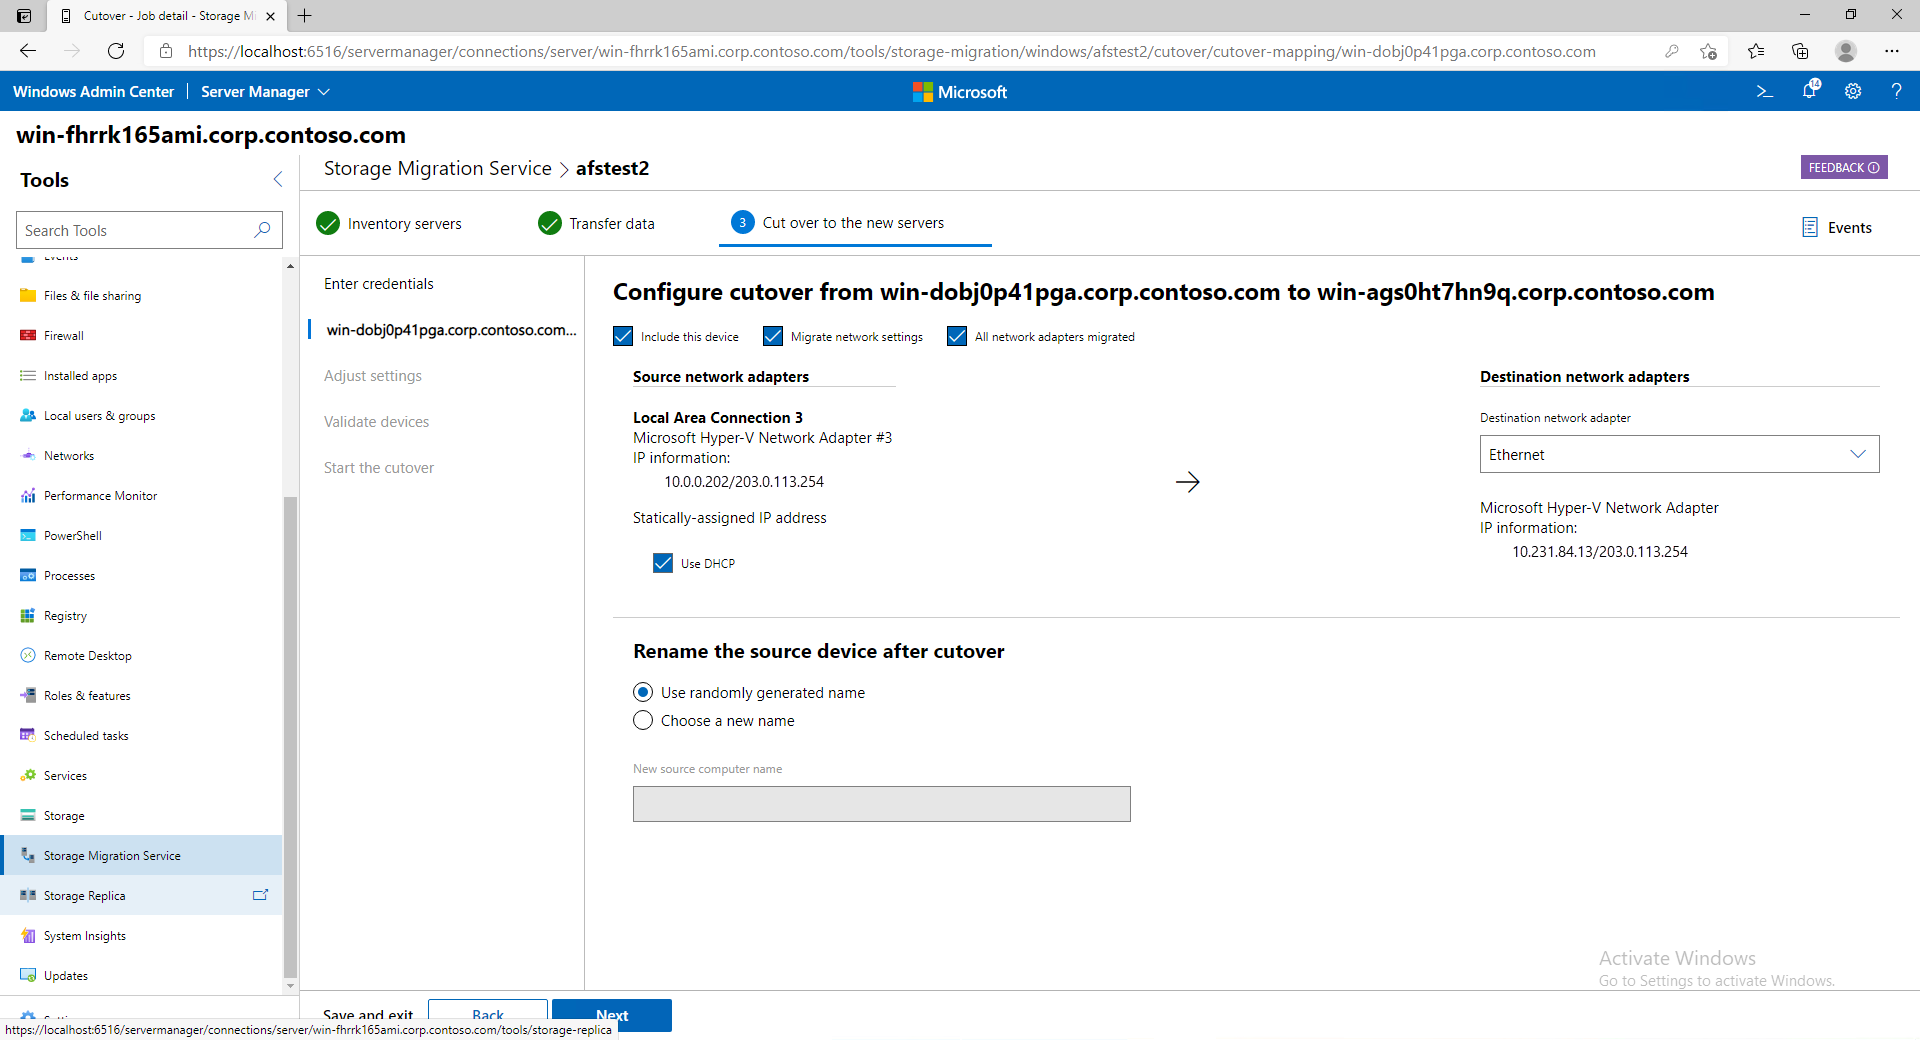 Cutover - Job detail - Storage Mi
https://localhost:6516/servermanager/connections/server/win-fhrrk165ami.corp.contoso.com/tools/storage-migration/windows/afstest2/cutover/cutover-mapping/win-dobj0p41pga.corp.contoso.com
Windows Admin Center
Server Manager
Microsoft
14
win-fhrrk165ami.corp.contoso.com
Tools
Search Tools
Events
Files & file sharing
Firewall
Installed apps
Local users & groups
Networks
Performance Monitor
PowerShell
Processes
Registry
Remote Desktop
Roles & features
Scheduled tasks
Services
Storage
Storage Migration Service
Storage Replica
System Insights
Updates
https://localhost:6516/servermanager/connections/server/win-fhrrk165ami.corp.contoso.com/tools/storage-replica
Storage Migration Service > afstest2
FEEDBACK
Inventory servers
Transfer data
3 Cut over to the new servers
Events
Enter credentials
win-dobj0p41pga.corp.contoso.com...
Adjust settings
Validate devices
Start the cutover
Configure cutover from win-dobj0p41pga.corp.contoso.com to win-ags0ht7hn9q.corp.contoso.com
Include this device
Migrate network settings
All network adapters migrated
Source network adapters
Local Area Connection 3
Microsoft Hyper-V Network Adapter #3
IP information:
10.0.0.202/203.0.113.254
Statically-assigned IP address
Use DHCP
Destination network adapters
Destination network adapter
Ethernet
Microsoft Hyper-V Network Adapter
IP information:
10.231.84.13/203.0.113.254
Rename the source device after cutover
Use randomly generated name
Choose a new name
New source computer name
Activate Windows
Go to Settings to activate Windows.
Save and exit
Back
Next